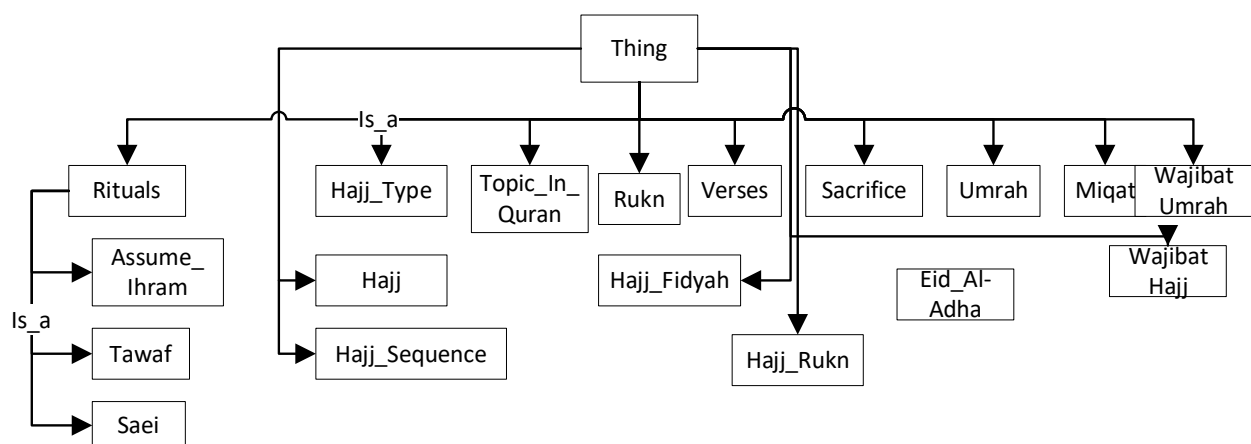 Thing
Is_a
Rituals
Hajj_Type
Topic_In_
Quran
Rukn
Verses
Sacrifice
Umrah
Miqat
Wajibat
Umrah
Assume_
Ihram
Hajj
Hajj_Fidyah
Eid_Al-
Adha
Wajibat
Hajj
Is_a
Tawaf
Hajj_Sequence
Hajj_Rukn
Saei